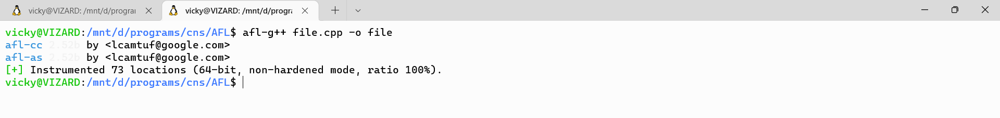 vicky@VIZARD: /mnt/d/prograr
vicky@VIZARD: /mnt/d/progra
vicky@VIZARD:/mnt/d/programs/cns/AFL$ afl-g++ file.cpp -o file
afl-cc 2.52b by <lcamtuf@google.com>
afl-as 2.52b by <lcamtuf@google.com>
[+] Instrumented 73 locations (64-bit, non-hardened mode, ratio 100%).
vicky@VIZARD:/mnt/d/programs/cns/AFL$